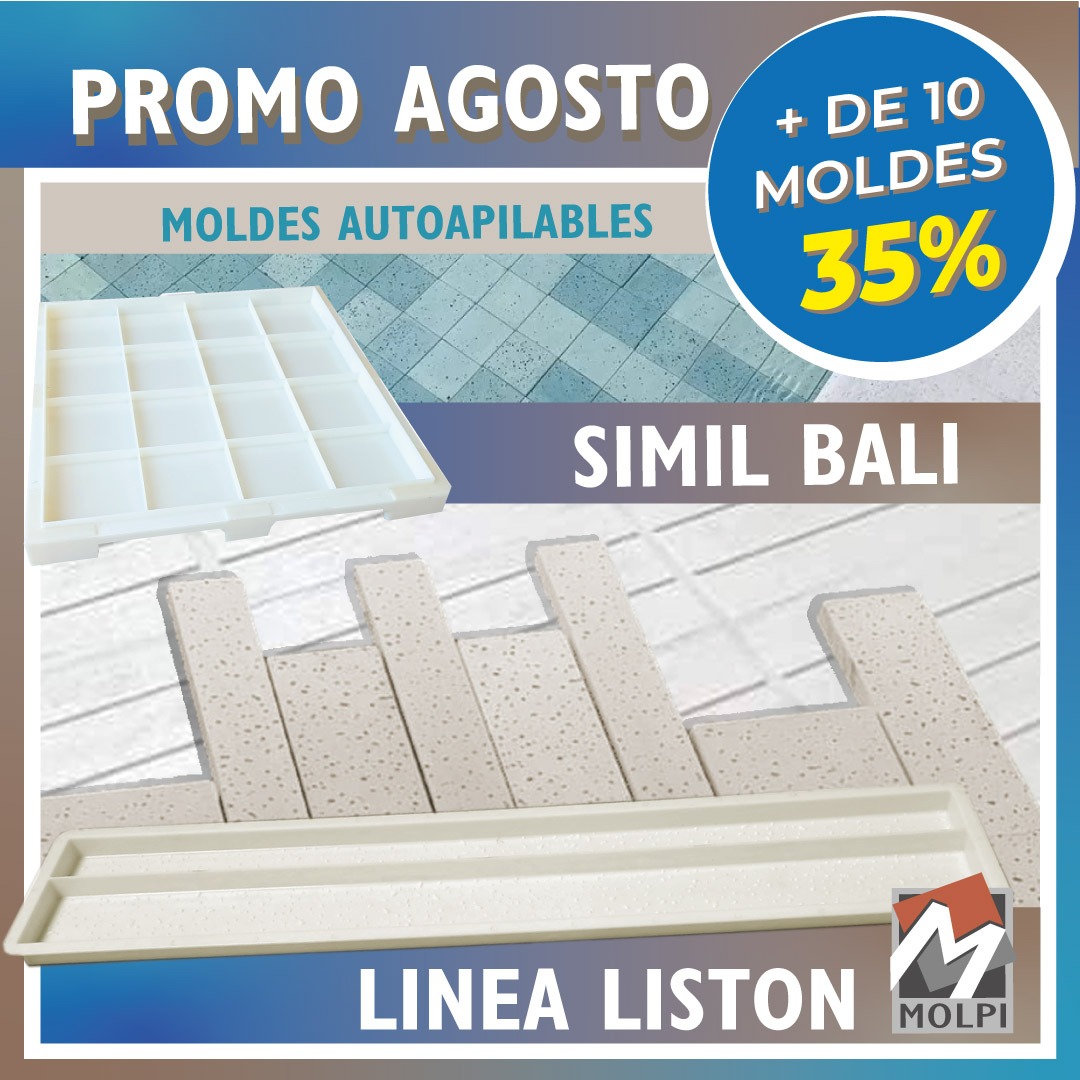 PROMO AGOSTO
+ DE 10
MOLDES
35%
MOLDES AUTOAPILABLES
SIMIL BALI
LINEA LISTON
MOLPI